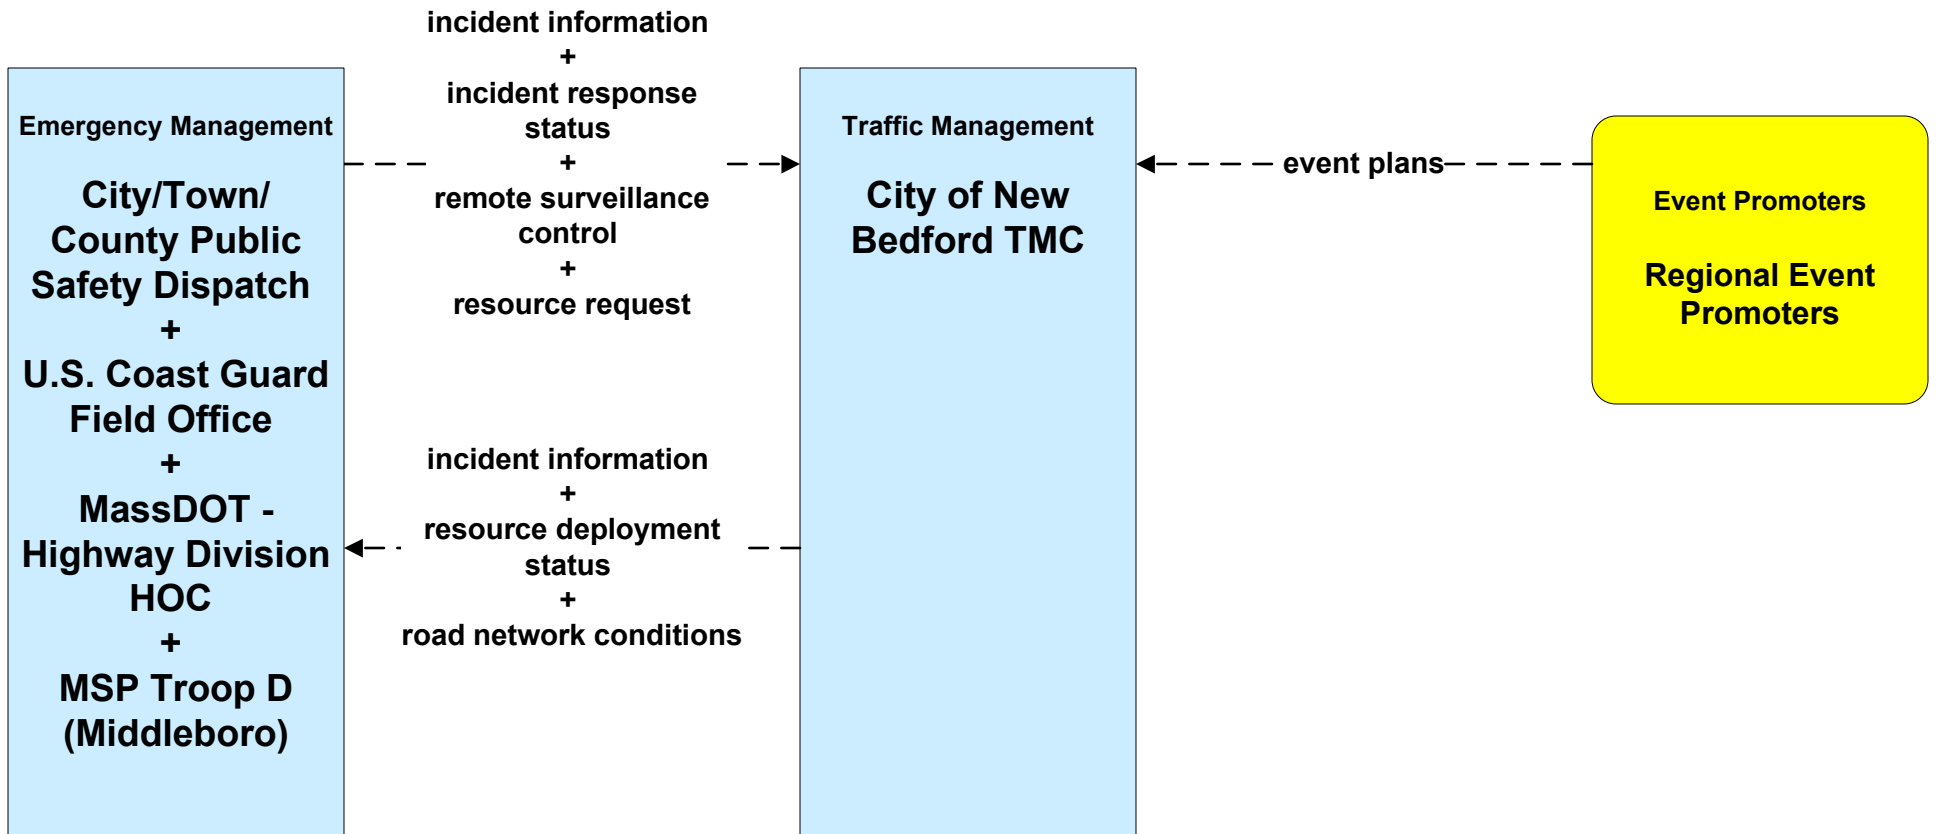 Emergency Management
City/Town/
County Public
Safety Dispatch
+
U.S. Coast Guard
Field Office
+
MassDOT -
Highway Division
HOC
+
MSP Troop D
(Middleboro)
incident information
+
incident response
status
+
remote surveillance
control
+
resource request
incident information
+
resource deployment
status
+
road network conditions
Traffic Management
City of New
Bedford TMC
event plans
Event Promoters
Regional Event
Promoters